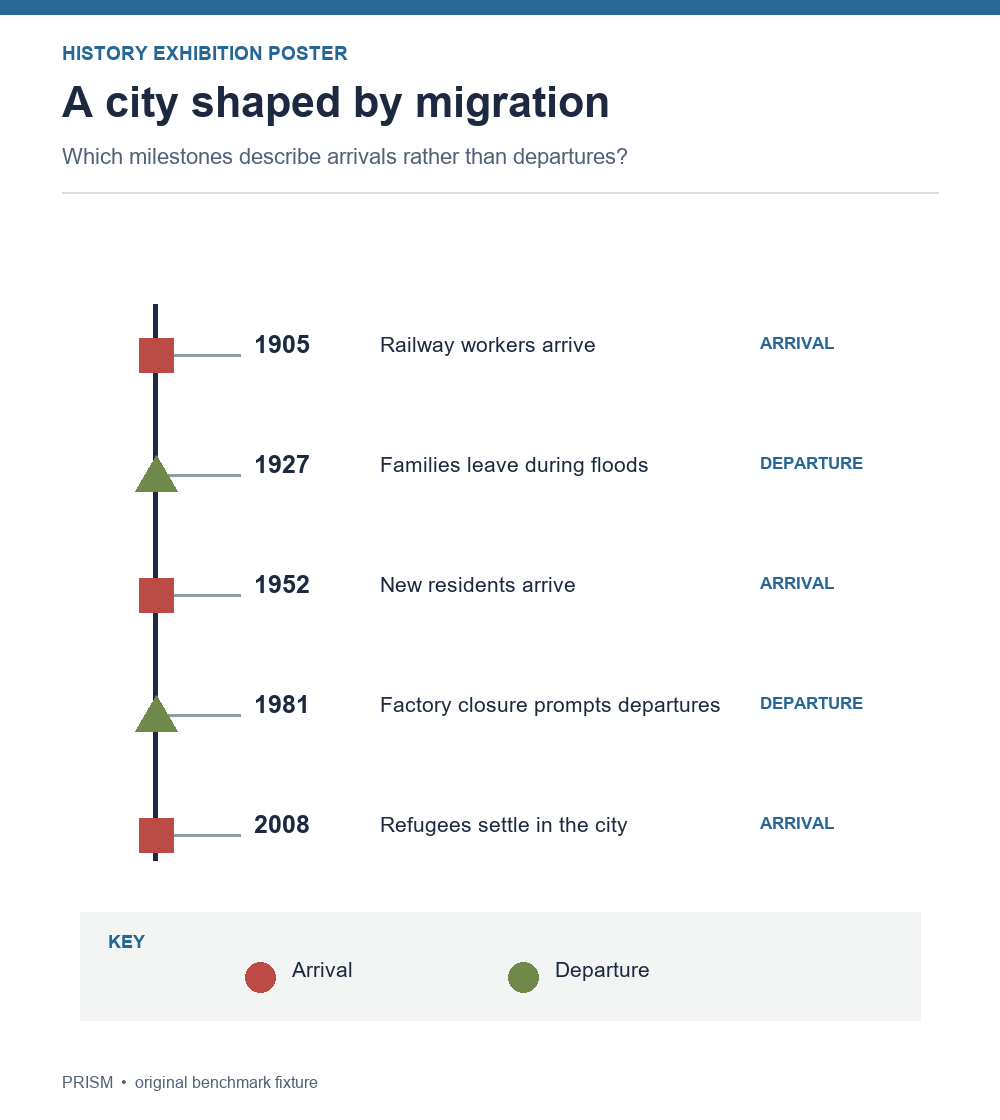 HISTORY EXHIBITION POSTER
A city shaped by migration
Which milestones describe arrivals rather than departures?
1905 Railway workers arrive ARRIVAL
1927 Families leave during floods DEPARTURE
1952 New residents arrive ARRIVAL
1981 Factory closure prompts departures DEPARTURE
2008 Refugees settle in the city ARRIVAL
KEY
Arrival Departure
PRISM • original benchmark fixture